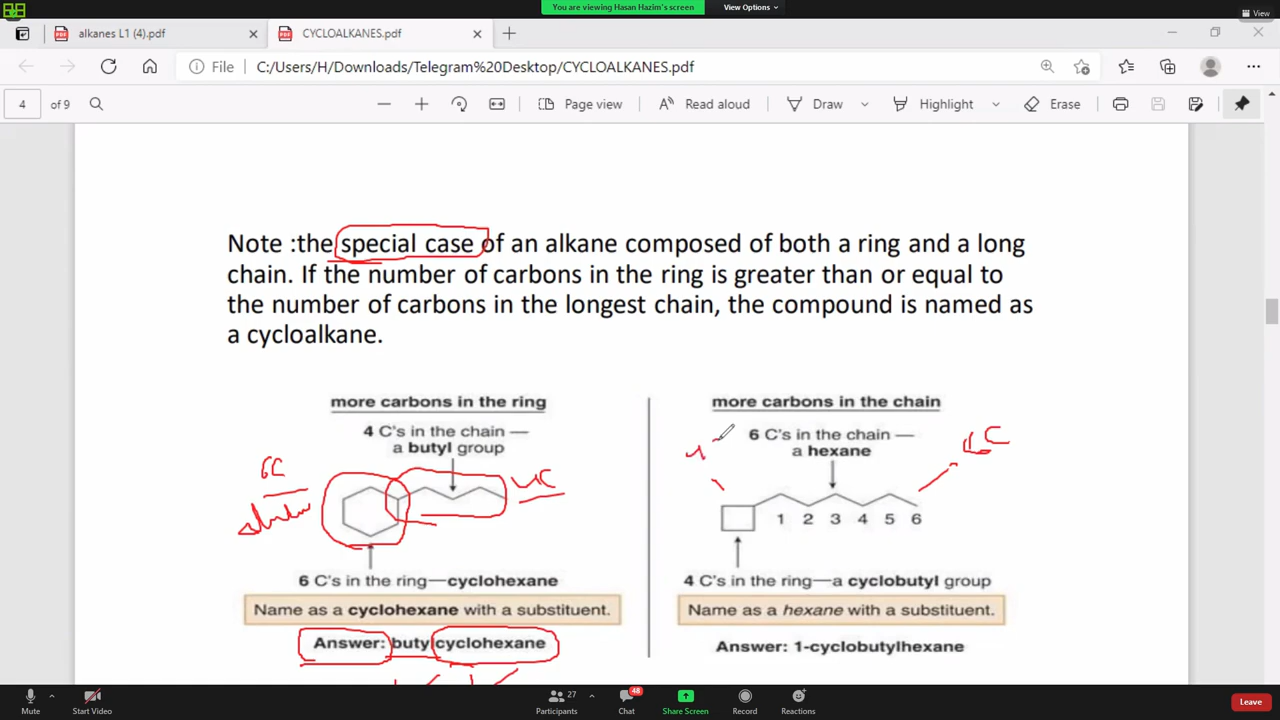 You are viewing Hasan Hazim's screen
View Options
View
alkanes L1 (4).pdf
CYCLOALKANES.pdf
File
C:/Users/H/Downloads/Telegram%20Desktop/CYCLOALKANES.pdf
4 of 9
Page view
Read aloud
Draw
Highlight
Erase
Note :the special case of an alkane composed of both a ring and a long
chain. If the number of carbons in the ring is greater than or equal to
the number of carbons in the longest chain, the compound is named as
a cycloalkane.
more carbons in the ring
4 C's in the chain —
a butyl group
6C
4C
6 C's in the ring—cyclohexane
Name as a cyclohexane with a substituent.
Answer: butylcyclohexane
more carbons in the chain
6 C's in the chain —
a hexane
6C
1 2 3 4 5 6
4 C's in the ring—a cyclobutyl group
Name as a hexane with a substituent.
Answer: 1-cyclobutylhexane
Mute
Start Video
27
Participants
48
Chat
Share Screen
Record
Reactions
Leave